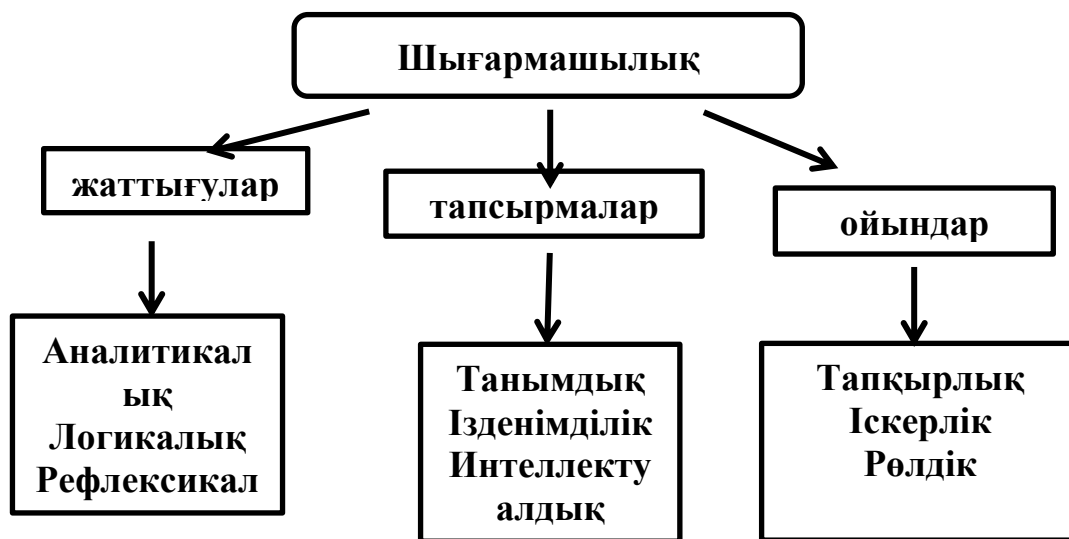 Шығармашылық
жаттығулар
тапсырмалар
ойындар
Аналитикал
ық
Логикалық
Рефлексикал
Танымдық
Ізденімділік
Интеллекту
алдық
Тапқырлық
Іскерлік
Рөлдік